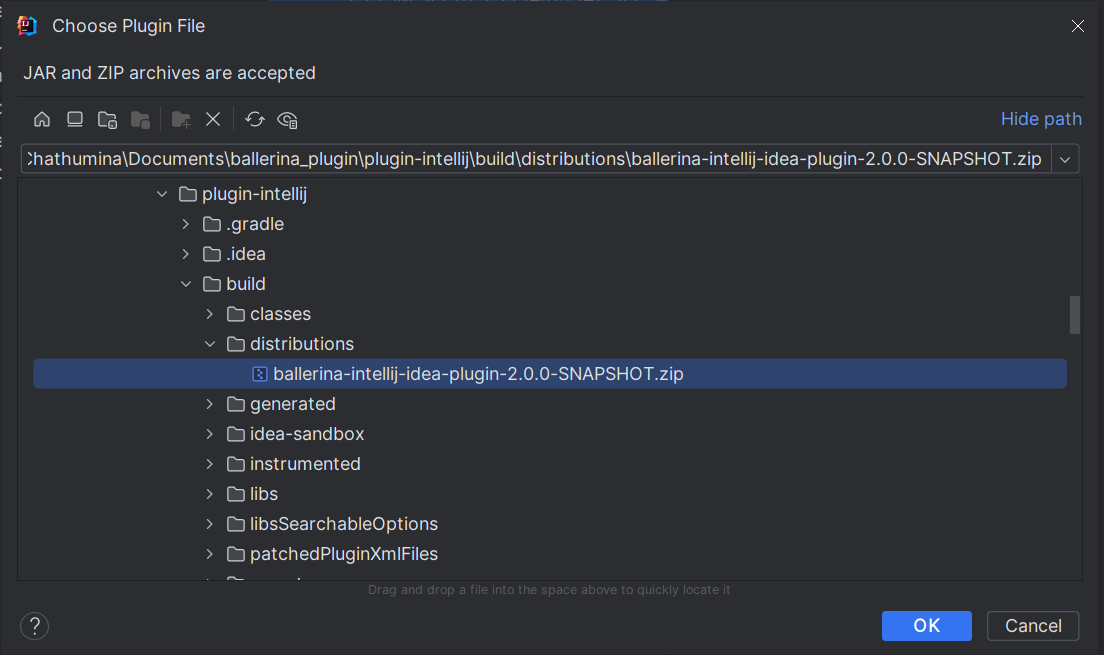 Choose Plugin File
JAR and ZIP archives are accepted
Hide path
hathumina\Documents\ballerina_plugin\plugin-intellij\build\distributions\ballerina-intellij-idea-plugin-2.0.0-SNAPSHOT.zip
plugin-intellij
.gradle
.idea
build
classes
distributions
ballerina-intellij-idea-plugin-2.0.0-SNAPSHOT.zip
generated
idea-sandbox
instrumented
libs
libsSearchableOptions
patchedPluginXmlFiles
Drag and drop a file into the space above to quickly locate it
?
OK
Cancel